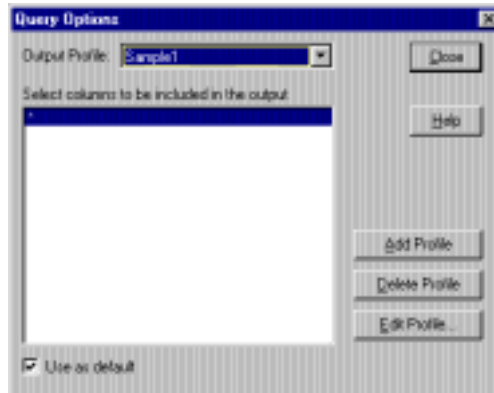 Query Options
Output Profile: Sample1
Close
Select columns to be included in the output
*
Help
Add Profile
Delete Profile
Edit Profile...
Use as default